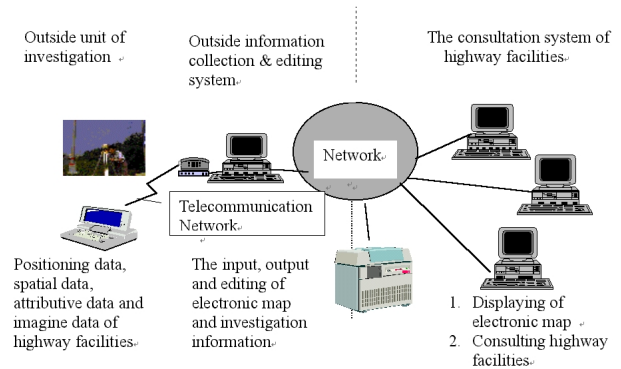 Outside unit of
investigation
Outside information
collection & editing
system
The consultation system of
highway facilities
Network
Telecommunication
Network
Positioning data,
spatial data,
attributive data and
imagine data of
highway facilities
The input, output
and editing of
electronic map
and investigation
information
1. Displaying of
electronic map
2. Consulting highway
facilities